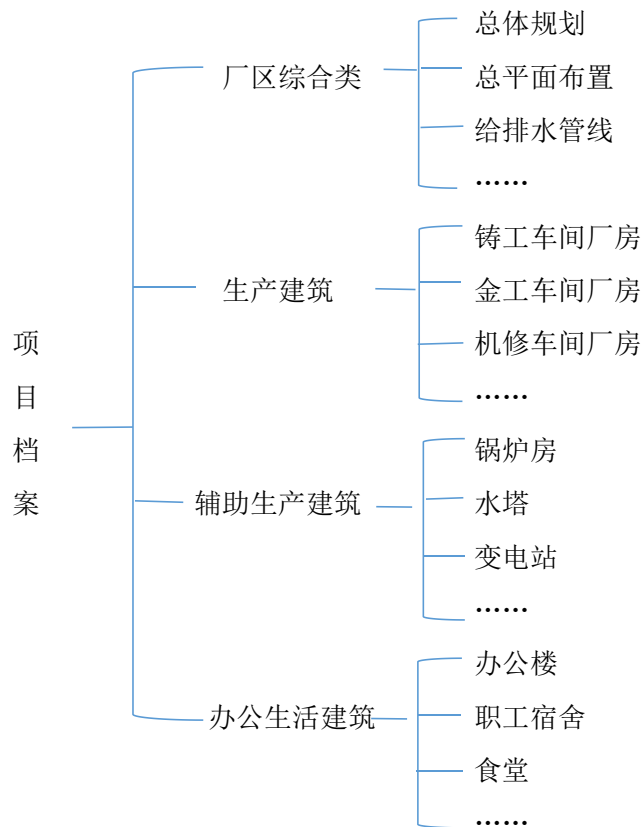 项目档案
厂区综合类
总体规划
总平面布置
给排水管线
……
生产建筑
铸工车间厂房
金工车间厂房
机修车间厂房
……
辅助生产建筑
锅炉房
水塔
变电站
……
办公生活建筑
办公楼
职工宿舍
食堂
……